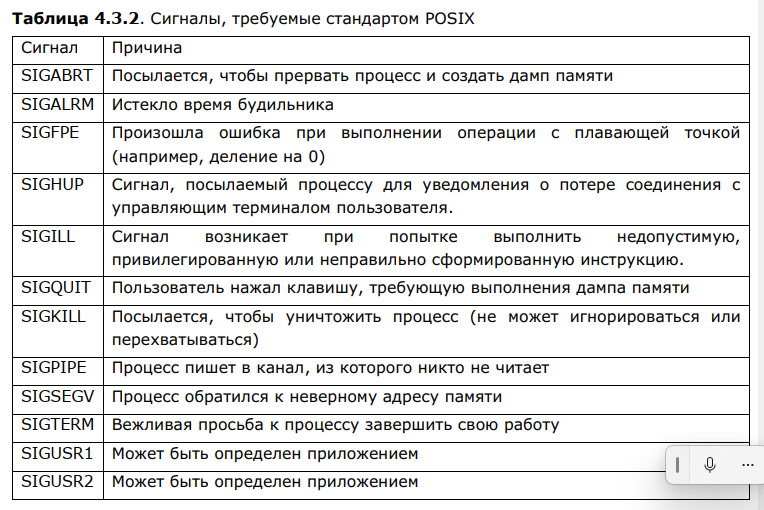 Таблица 4.3.2. Сигналы, требуемые стандартом POSIX
Сигнал Причина
SIGABRT Посылается, чтобы прервать процесс и создать дамп памяти
SIGALRM Истекло время будильника
SIGFPE Произошла ошибка при выполнении операции с плавающей точкой
(например, деление на 0)
SIGHUP Сигнал, посылаемый процессу для уведомления о потере соединения с
управляющим терминалом пользователя.
SIGILL Сигнал возникает при попытке выполнить недопустимую,
привилегированную или неправильно сформированную инструкцию.
SIGQUIT Пользователь нажал клавишу, требующую выполнения дампа памяти
SIGKILL Посылается, чтобы уничтожить процесс (не может игнорироваться или
перехватываться)
SIGPIPE Процесс пишет в канал, из которого никто не читает
SIGSEGV Процесс обратился к неверному адресу памяти
SIGTERM Вежливая просьба к процессу завершить свою работу
SIGUSR1 Может быть определен приложением
SIGUSR2 Может быть определен приложением